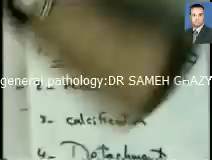 general pathology:DR SAMEH GHAZY
3- calcification
4- Detachment